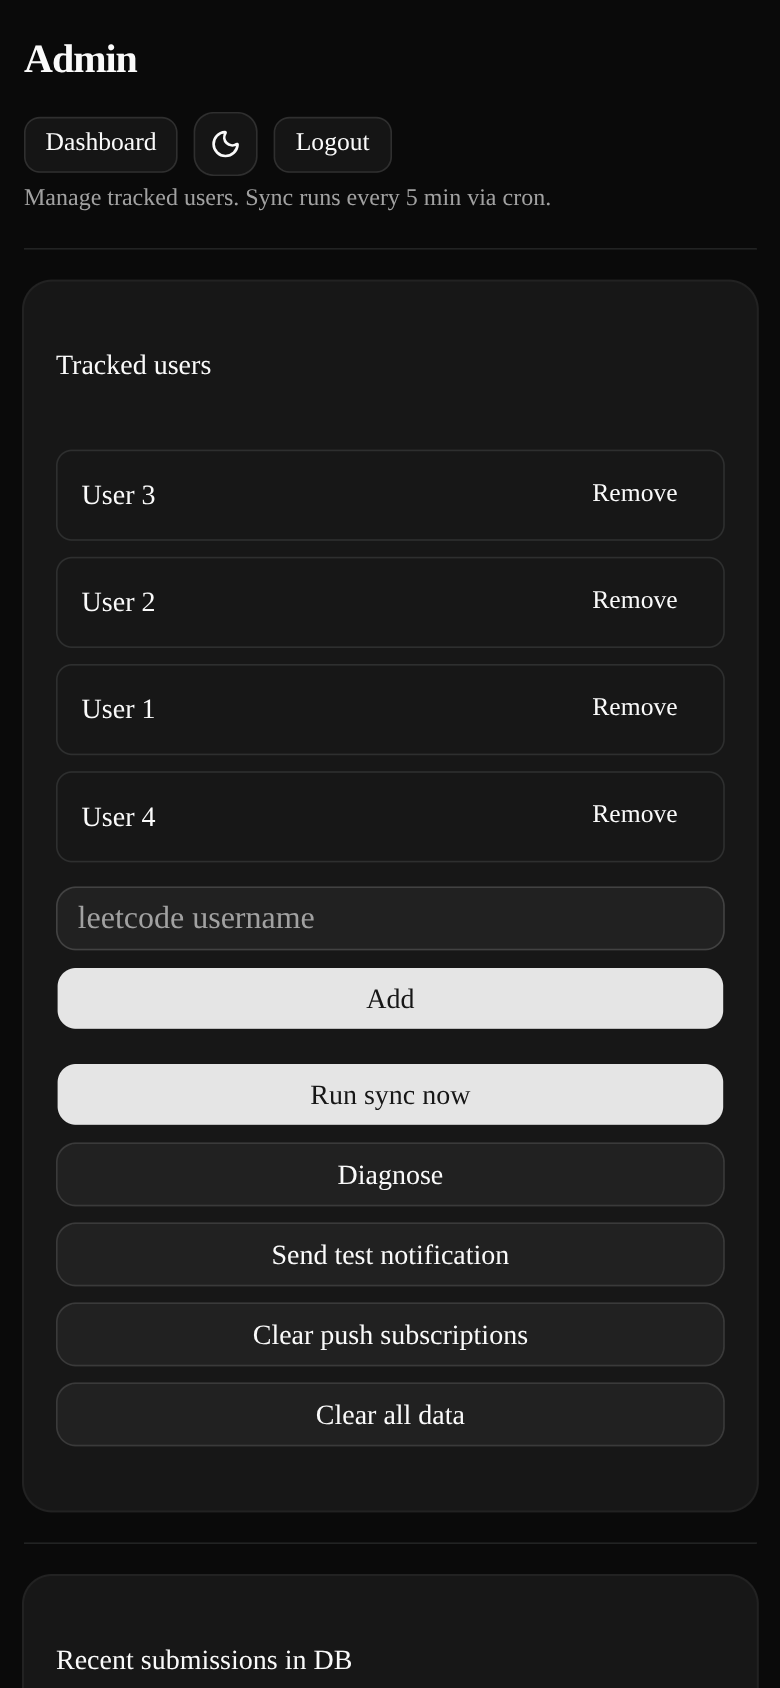 Admin
Dashboard
Logout
Manage tracked users. Sync runs every 5 min via cron.
Tracked users
User 3
Remove
User 2
Remove
User 1
Remove
User 4
Remove
leetcode username
Add
Run sync now
Diagnose
Send test notification
Clear push subscriptions
Clear all data
Recent submissions in DB